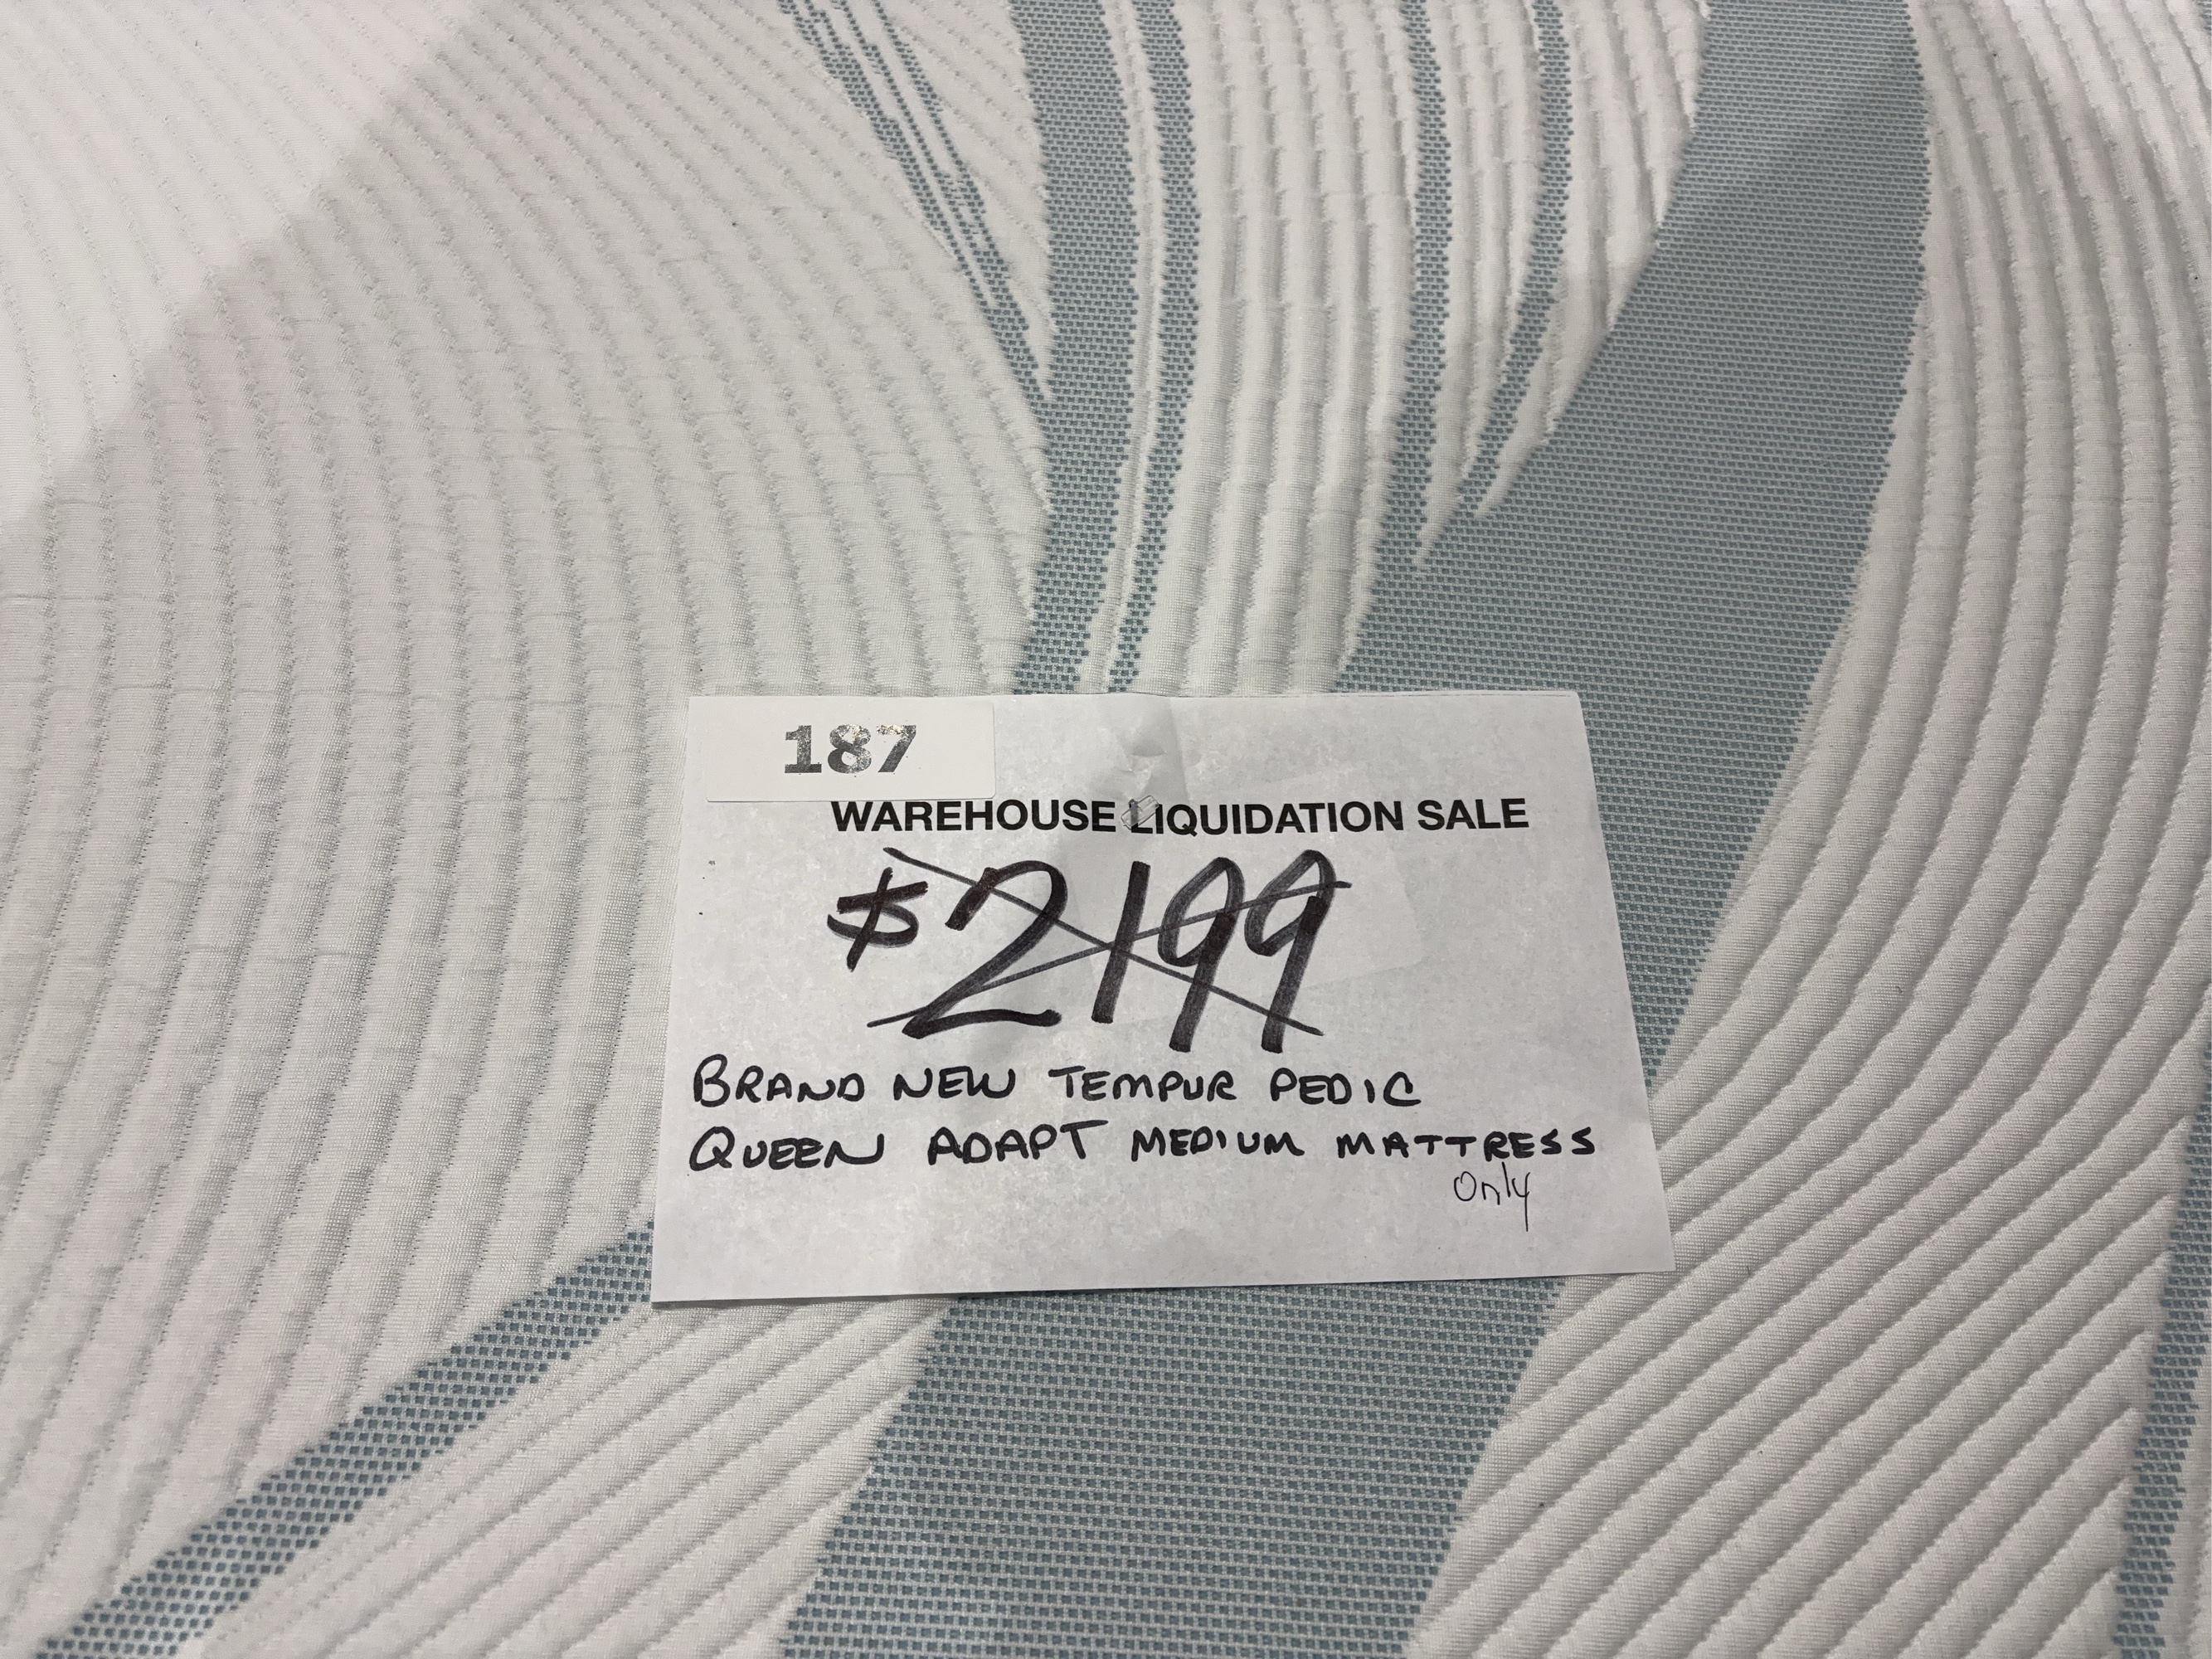 187
WAREHOUSE LIQUIDATION SALE
$2199
BRAND NEW TEMPUR PEDIC
QUEEN ADAPT MEDIUM MATTRESS
Only